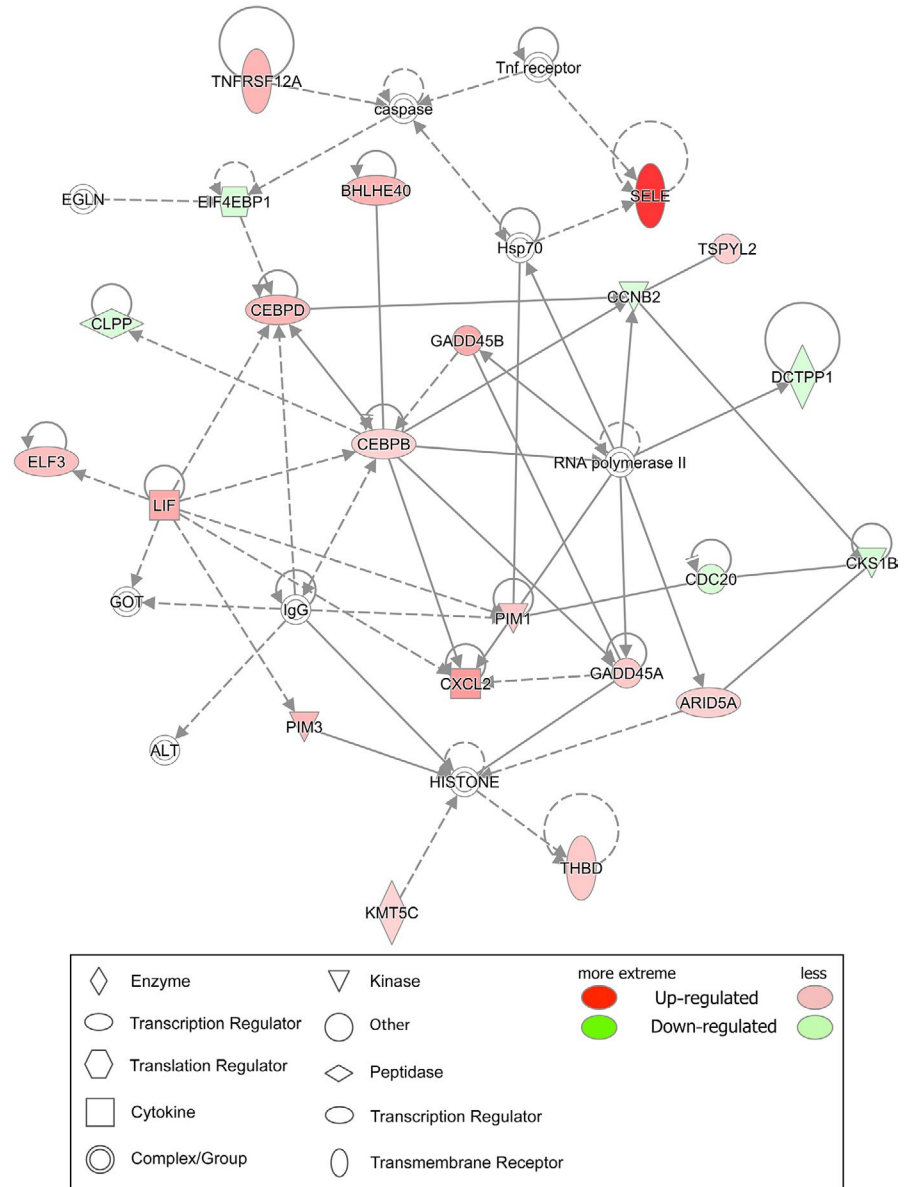 Tnf receptor
TNFRSF12A
caspase
BHLHE40
SELE
EGLN
EIF4EBP1
Hsp70
TSPYL2
CCNB2
CEBPD
CLPP
GADD45B
DCTPP1
CEBPB
ELF3
RNA polymerase II
LIF
CKS1B
CDC20
GOT
IgG
PIM1
GADD45A
CXCL2
ARID5A
PIM3
ALT
HISTONE
THBD
KMT5C
Enzyme
Transcription Regulator
Translation Regulator
Cytokine
Complex/Group
Kinase
Other
Peptidase
Transcription Regulator
Transmembrane Receptor
more extreme less
Up-regulated
Down-regulated